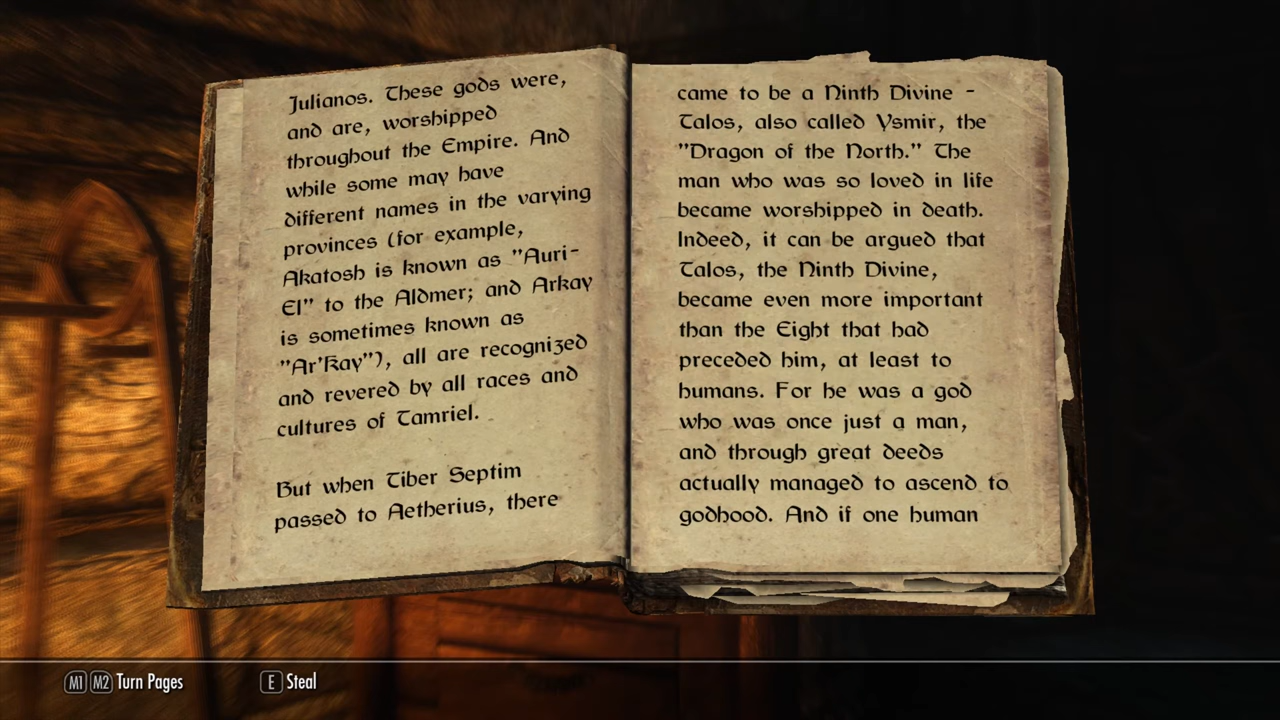 Julianos. These gods were,
and are, worshipped
throughout the Empire. And
while some may have
different names in the varying
provinces (for example,
Akatosh is known as "Auri-
El" to the Aldmer; and Arkay
is sometimes known as
"Ar'Kay"), all are recognized
and revered by all races and
cultures of Tamriel.
But when Tiber Septim
passed to Aetherius, there
came to be a Ninth Divine -
Talos, also called Ysmir, the
"Dragon of the North." The
man who was so loved in life
became worshipped in death.
Indeed, it can be argued that
Talos, the Ninth Divine,
became even more important
than the Eight that had
preceded him, at least to
humans. For he was a god
who was once just a man,
and through great deeds
actually managed to ascend to
godhood. And if one human
M1 M2 Turn Pages E Steal